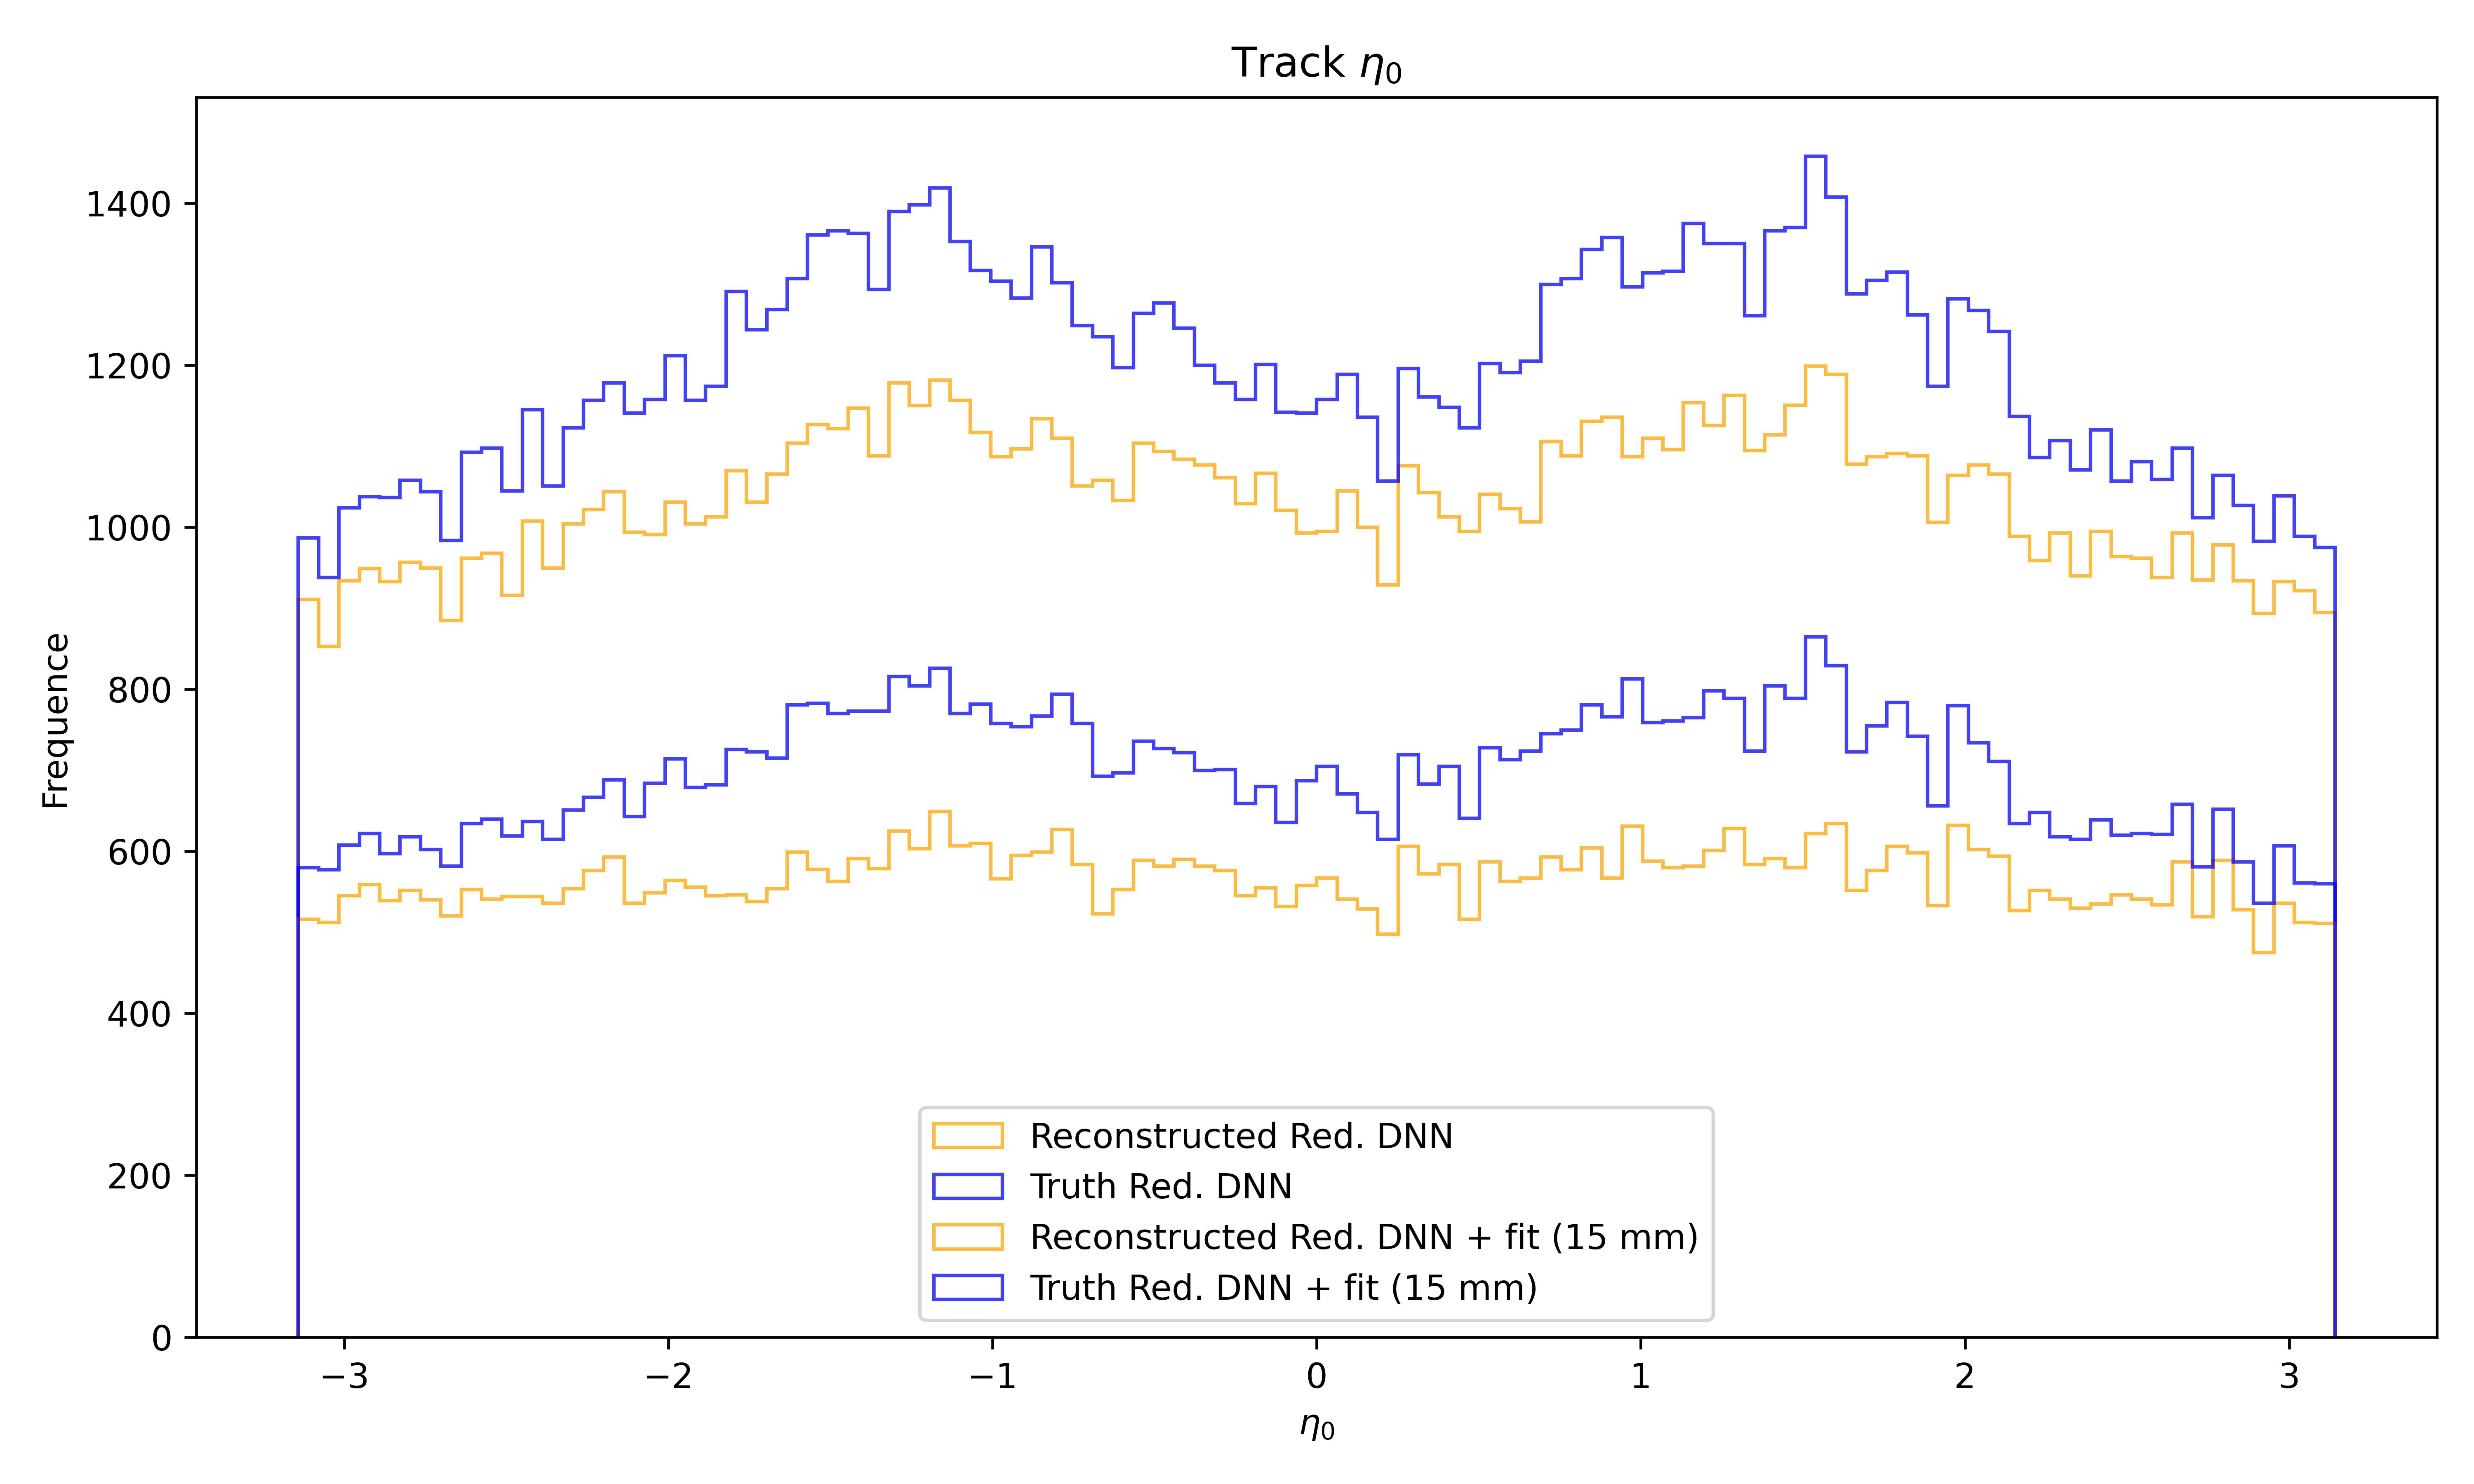 Track η₀
1400
1200
1000
800
600
400
200
0
Frequence
−3
−2
−1
0
1
2
3
η₀
Reconstructed Red. DNN
Truth Red. DNN
Reconstructed Red. DNN + fit (15 mm)
Truth Red. DNN + fit (15 mm)